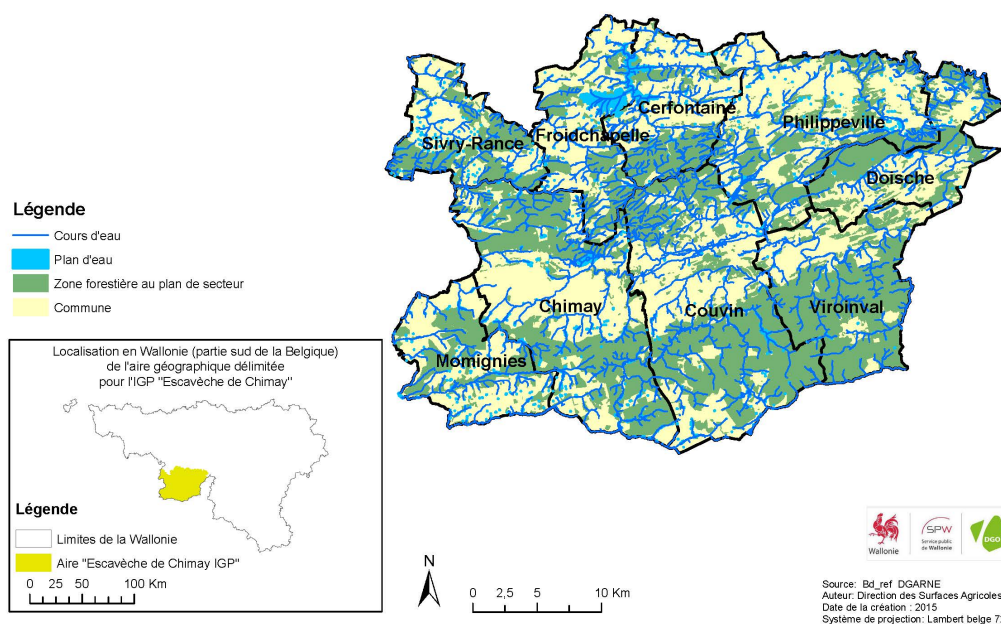 Cerfontaine
Philippeville
Froidchapelle
Sivry-Rance
Doische
Chimay
Couvin
Viroinval
Momignies
Légende
Cours d'eau
Plan d'eau
Zone forestière au plan de secteur
Commune
Localisation en Wallonie (partie sud de la Belgique)
de l'aire géographique délimitée
pour l'IGP "Escavèche de Chimay"
Légende
Limites de la Wallonie
Aire "Escavèche de Chimay IGP"
0 25 50 100 Km
N
0 2,5 5 10 Km
Wallonie
SPW
Service public
de Wallonie
DGO
Source: Bd_ref DGARNE
Auteur: Direction des Surfaces Agricoles
Date de la création : 2015
Système de projection: Lambert belge 7